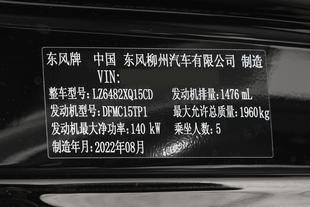 东风牌 中国 东风柳州汽车有限公司 制造
VIN:
整车型号:LZ6482XQ15CD 发动机排量:1476 mL
发动机型号:DFMC15TP1 最大允许总质量:1960kg
发动机最大净功率:140 kW 乘坐人数:5
制造年月:2022年08月